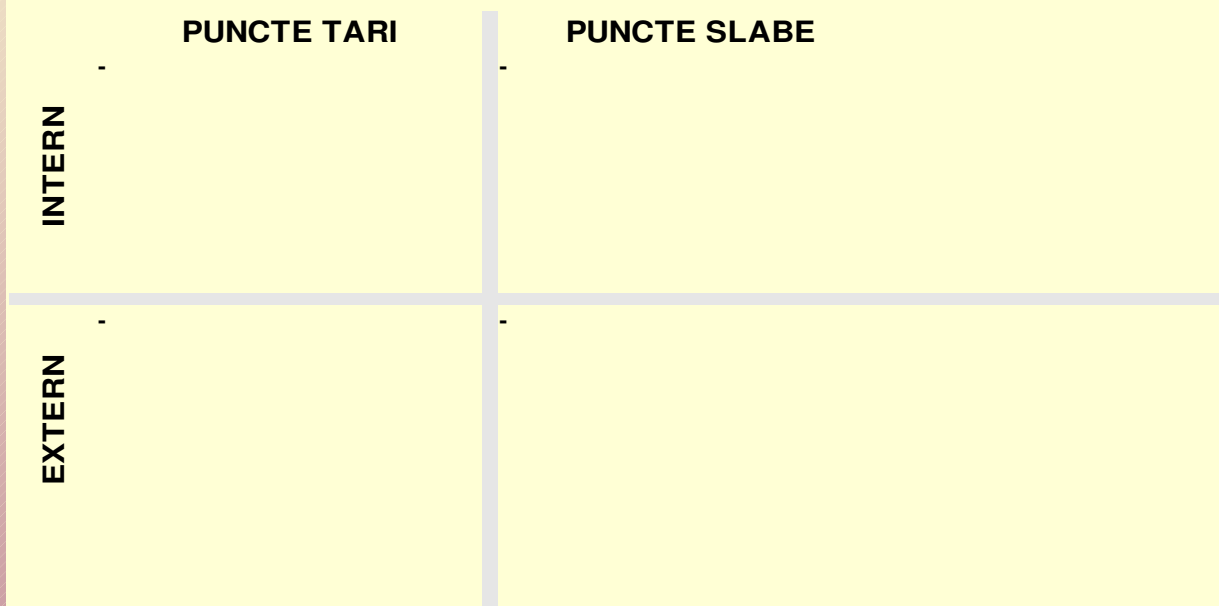 PUNCTE TARI
PUNCTE SLABE
INTERN
-
-
EXTERN
-
-